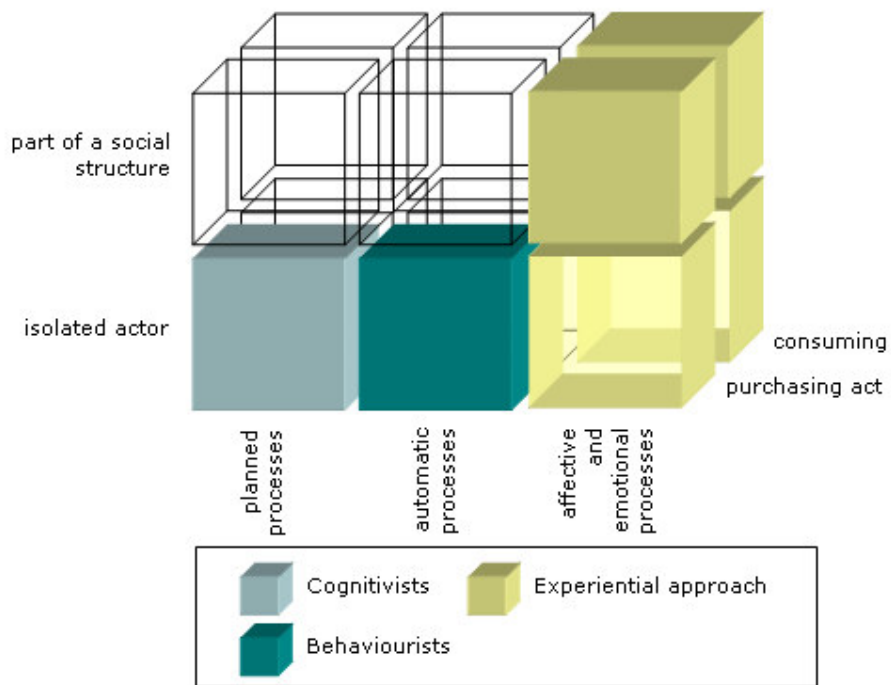 part of a social
structure
isolated actor
consuming
purchasing act
planned
processes
automatic
processes
affective
and
emotional processes
Cognitivists
Experiential approach
Behaviourists